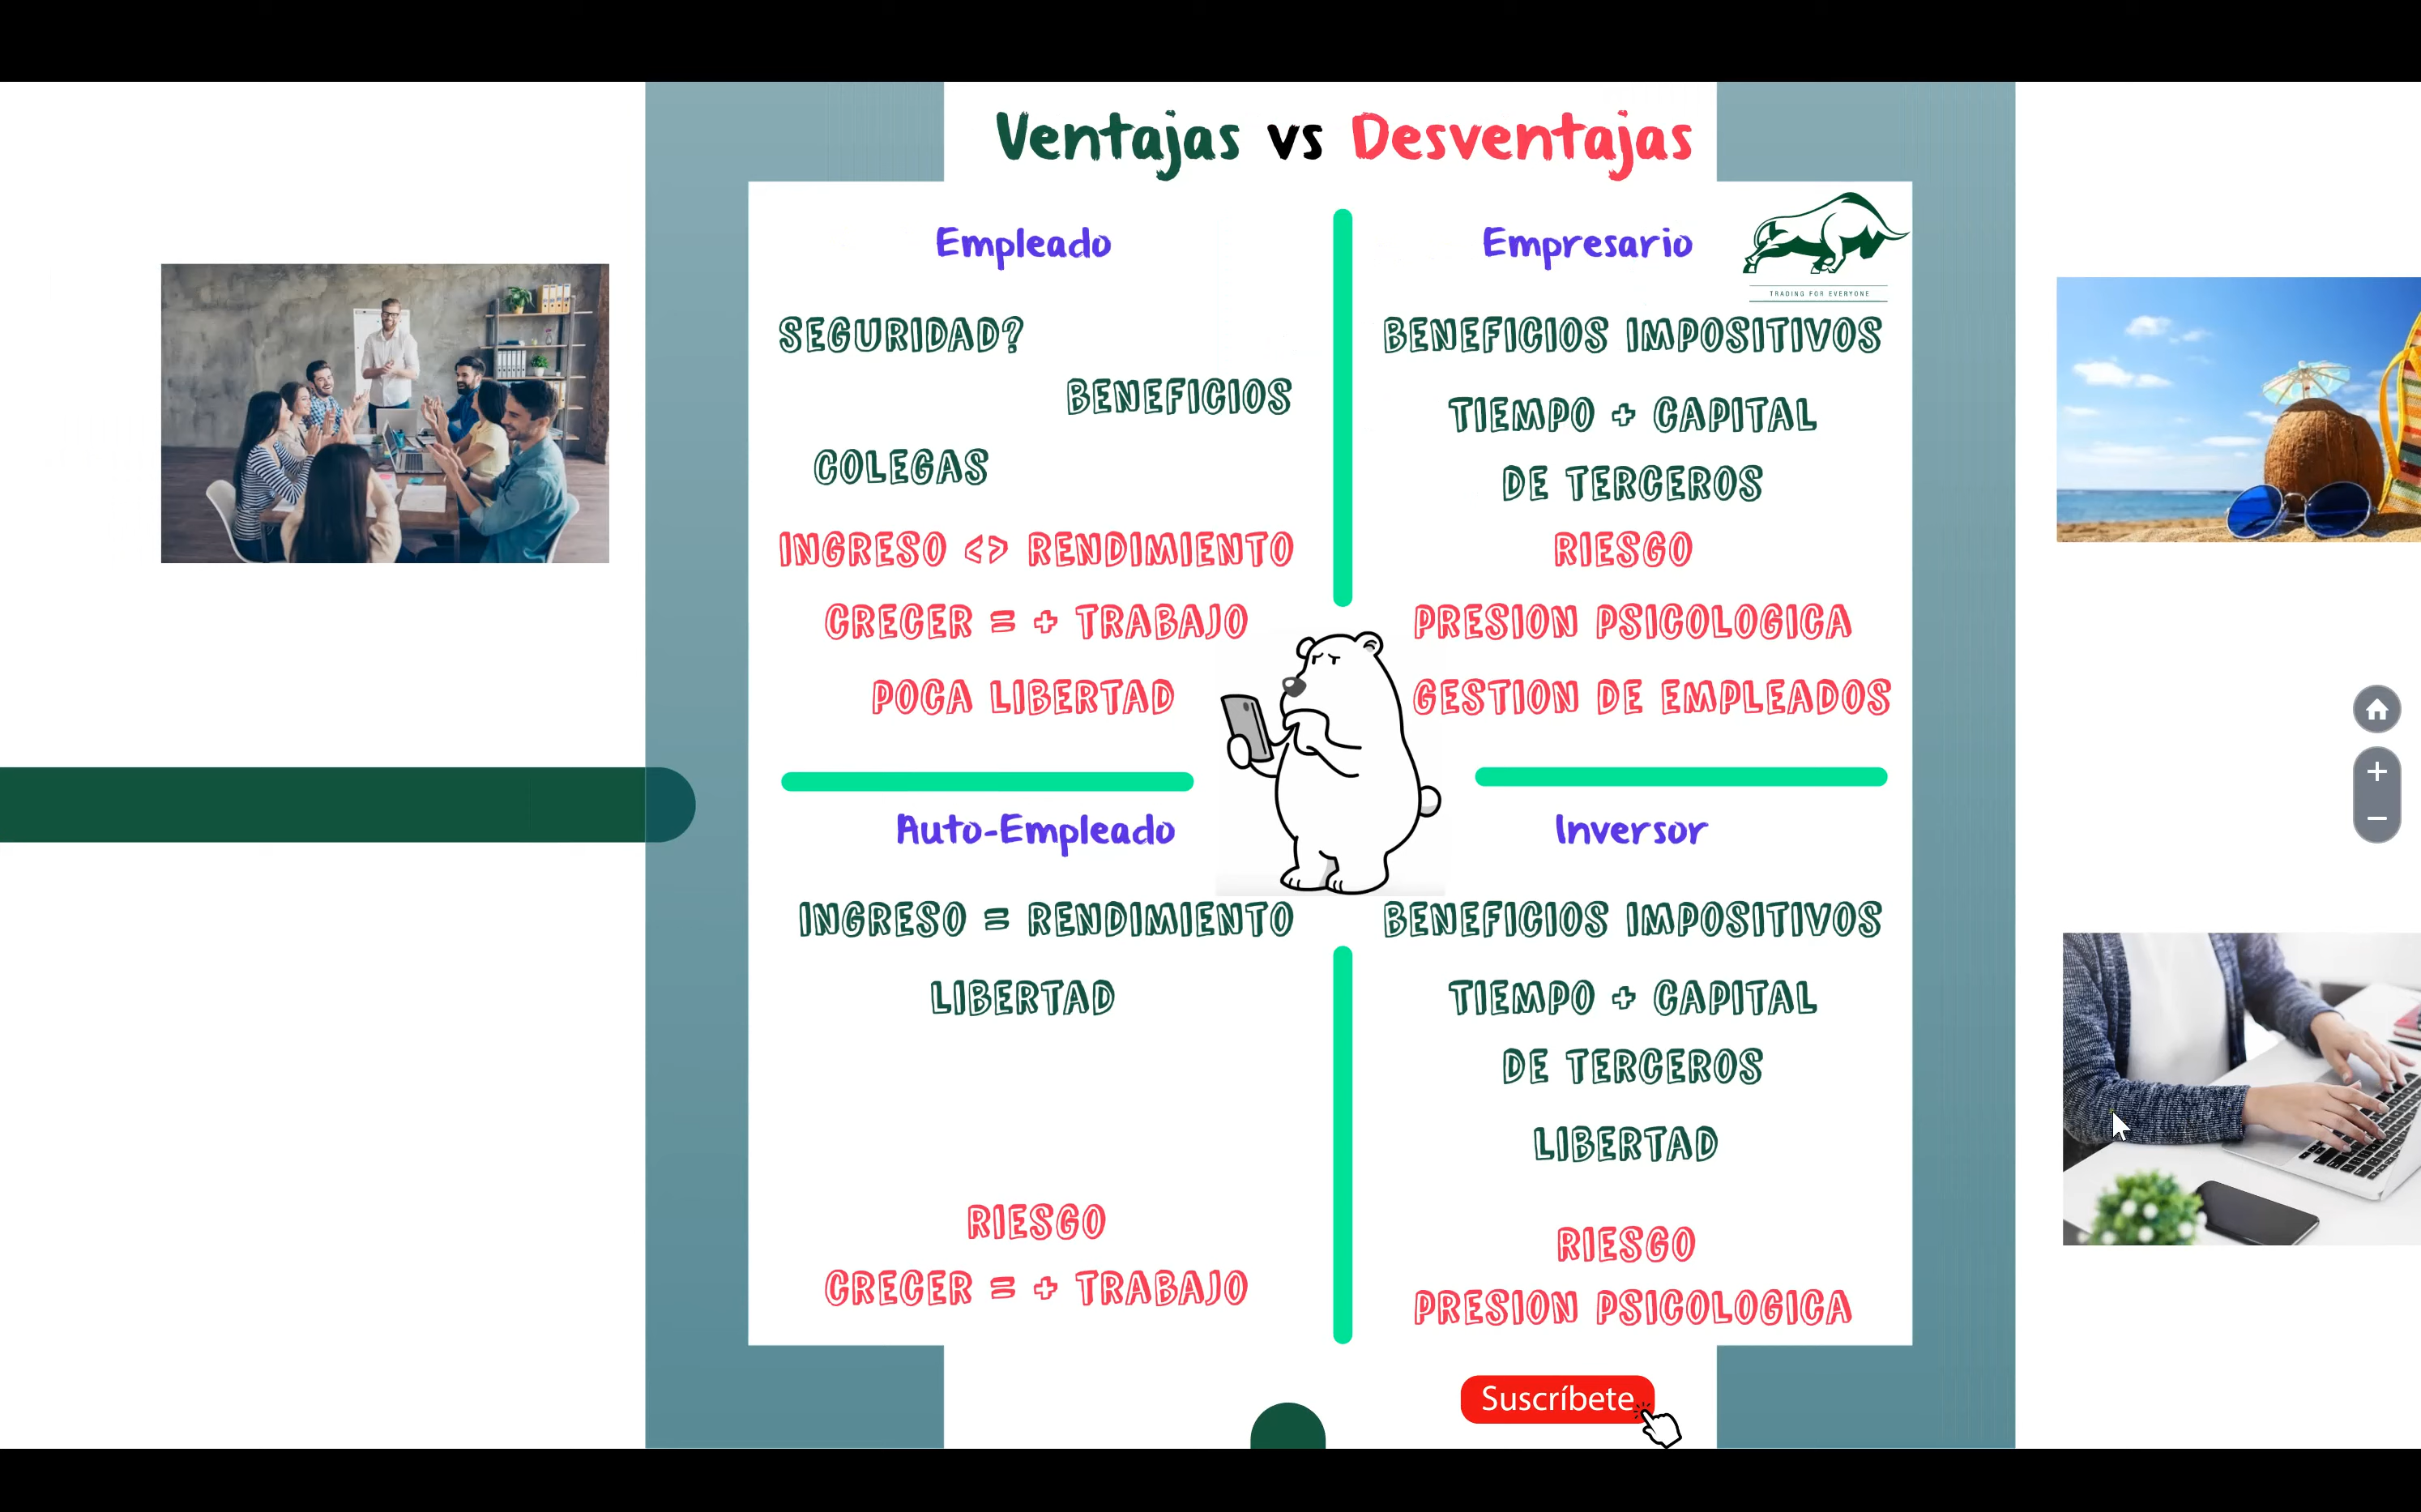 Ventajas vs Desventajas
Empleado
SEGURIDAD?
BENEFICIOS
COLEGAS
INGRESO <> RENDIMIENTO
CRECER = + TRABAJO
POCA LIBERTAD
Empresario
TRADING FOR EVERYONE
BENEFICIOS IMPOSITIVOS
TIEMPO + CAPITAL
DE TERCEROS
RIESGO
PRESION PSICOLOGICA
GESTION DE EMPLEADOS
Auto-Empleado
INGRESO = RENDIMIENTO
LIBERTAD
RIESGO
CRECER = + TRABAJO
Inversor
BENEFICIOS IMPOSITIVOS
TIEMPO + CAPITAL
DE TERCEROS
LIBERTAD
RIESGO
PRESION PSICOLOGICA
Suscríbete